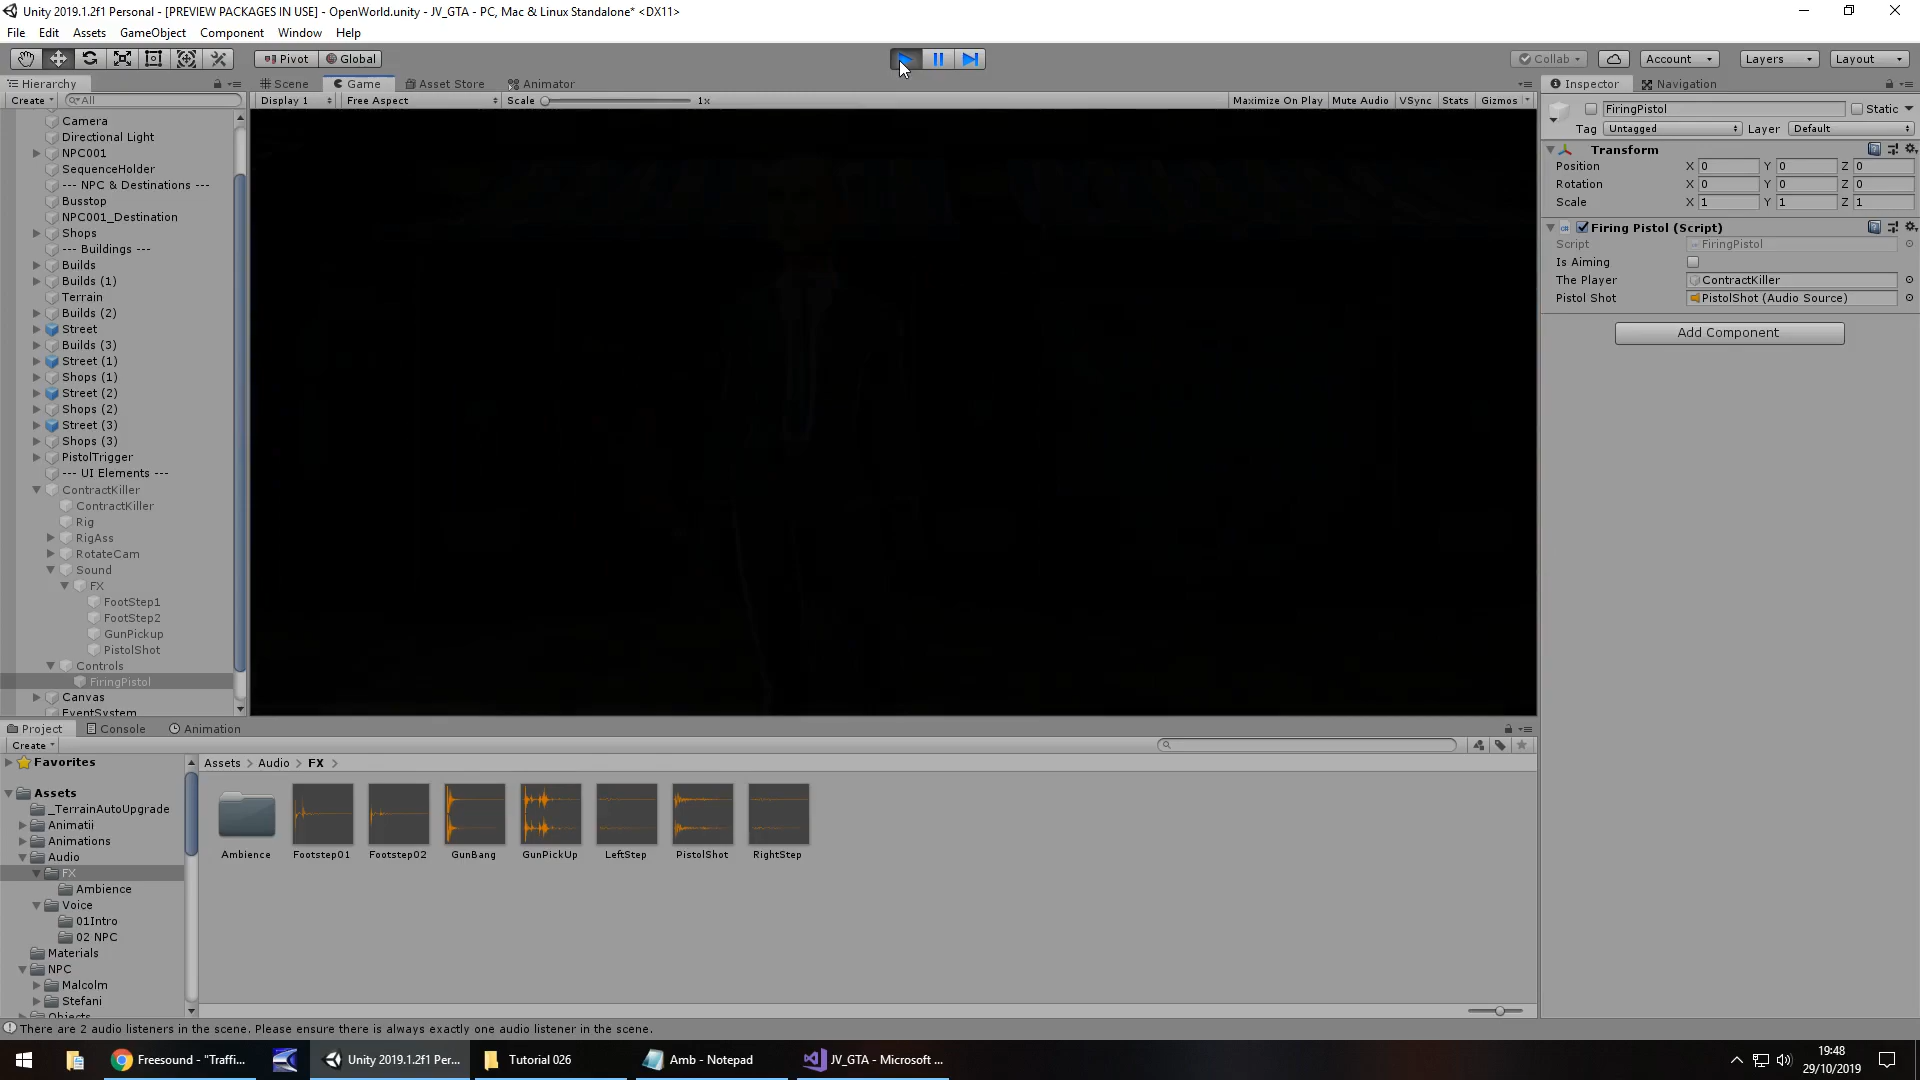 Unity 2019.1.2f1 Personal - [PREVIEW PACKAGES IN USE] - OpenWorld.unity - JV_GTA - PC, Mac & Linux Standalone* <DX11>
File Edit Assets GameObject Component Window Help
Pivot Global Collab Account Layers Layout
Hierarchy Scene Game Asset Store Animator Inspector Navigation
Create All Display 1 Free Aspect Scale 1x Maximize On Play Mute Audio VSync Stats Gizmos FiringPistol Static
Camera
Tag Untagged Layer Default
Directional Light
NPC001
Transform
SequenceHolder
Position X 0 Y 0 Z 0
--- NPC & Destinations ---
Rotation X 0 Y 0 Z 0
Busstop
Scale X 1 Y 1 Z 1
NPC001_Destination
Firing Pistol (Script)
Shops
Script FiringPistol
--- Buildings ---
Is Aiming
Builds
The Player ContractKiller
Builds (1)
Pistol Shot PistolShot (Audio Source)
Terrain
Builds (2)
Street
Add Component
Builds (3)
Street (1)
Shops (1)
Street (2)
Shops (2)
Street (3)
Shops (3)
PistolTrigger
--- UI Elements ---
ContractKiller
ContractKiller
Rig
RigAss
RotateCam
Sound
FX
FootStep1
FootStep2
GunPickup
PistolShot
Controls
FiringPistol
Canvas
EventSystem
Project Console Animation
Create
Favorites
Assets > Audio > FX >
Assets
_TerrainAutoUpgrade
Animatii
Animations
Audio
Ambience Footstep01 Footstep02 GunBang GunPickUp LeftStep PistolShot RightStep
FX
Ambience
Voice
01Intro
02 NPC
Materials
NPC
Malcolm
Stefani
Objects
There are 2 audio listeners in the scene. Please ensure there is always exactly one audio listener in the scene.
Freesound - "Traffi... Unity 2019.1.2f1 Per... Tutorial 026 Amb - Notepad JV_GTA - Microsoft ...
19:48
29/10/2019